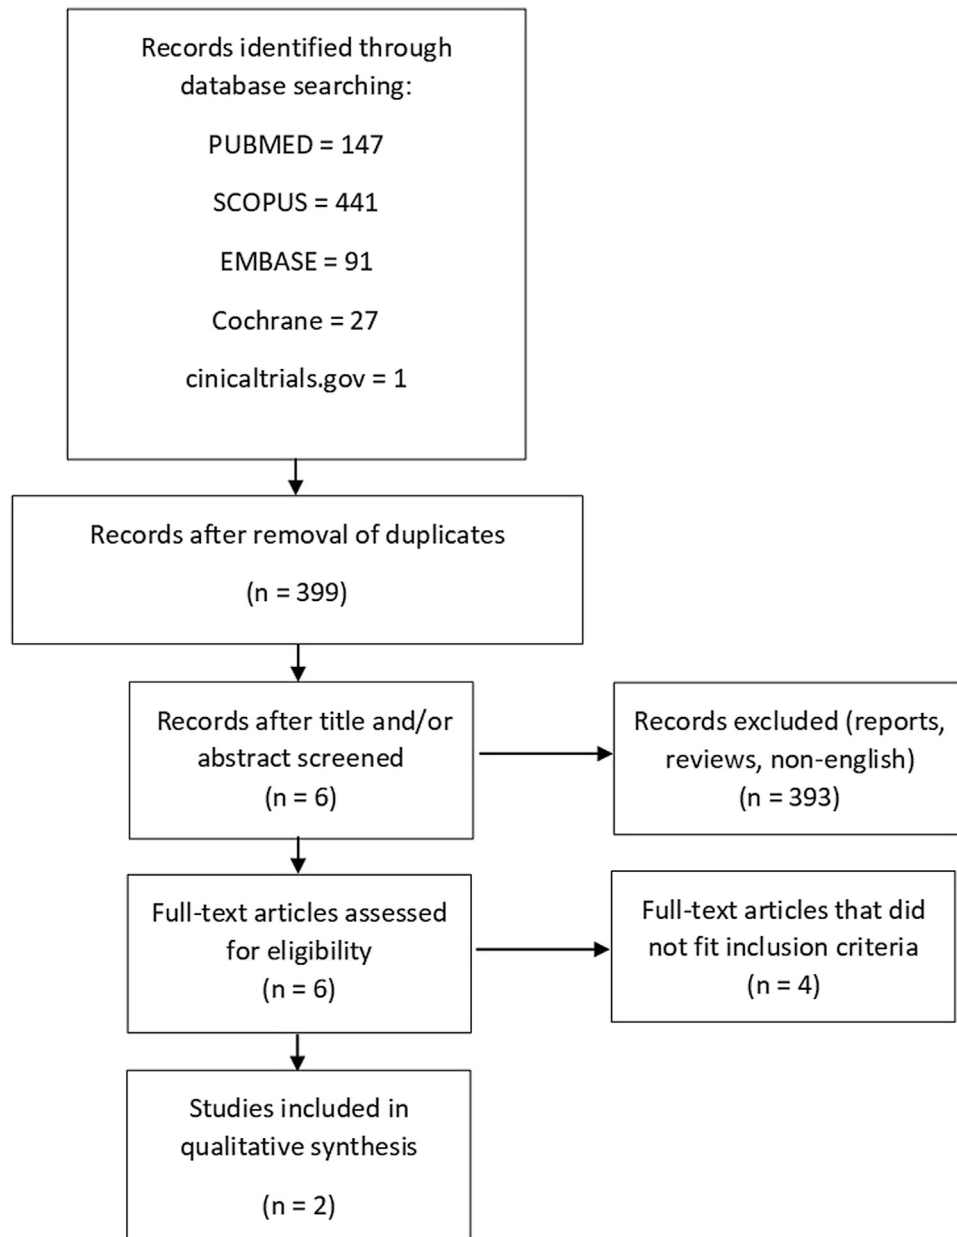 Records identified through
database searching:
PUBMED = 147
SCOPUS = 441
EMBASE = 91
Cochrane = 27
cinicaltrials.gov = 1
Records after removal of duplicates
(n = 399)
Records after title and/or
abstract screened
(n = 6)
Records excluded (reports,
reviews, non-english)
(n = 393)
Full-text articles assessed
for eligibility
(n = 6)
Full-text articles that did
not fit inclusion criteria
(n = 4)
Studies included in
qualitative synthesis
(n = 2)